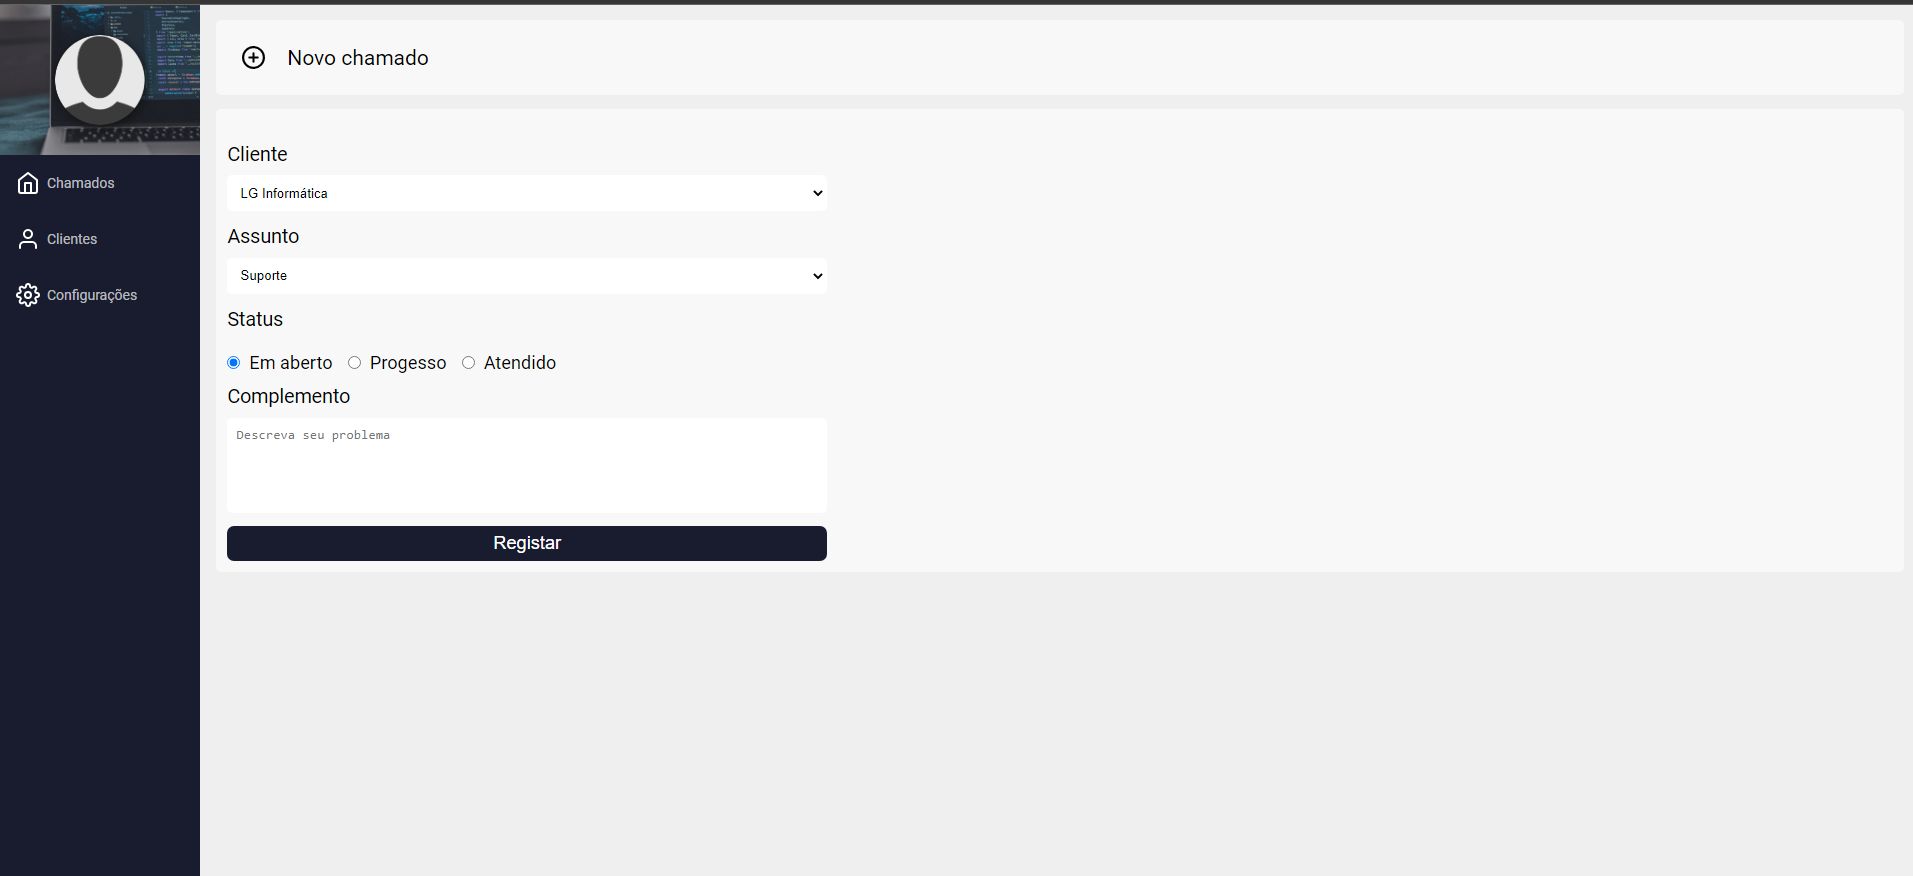 Chamados
Clientes
Configurações
Novo chamado
Cliente
LG Informática
Assunto
Suporte
Status
Em aberto Progesso Atendido
Complemento
Descreva seu problema
Registar